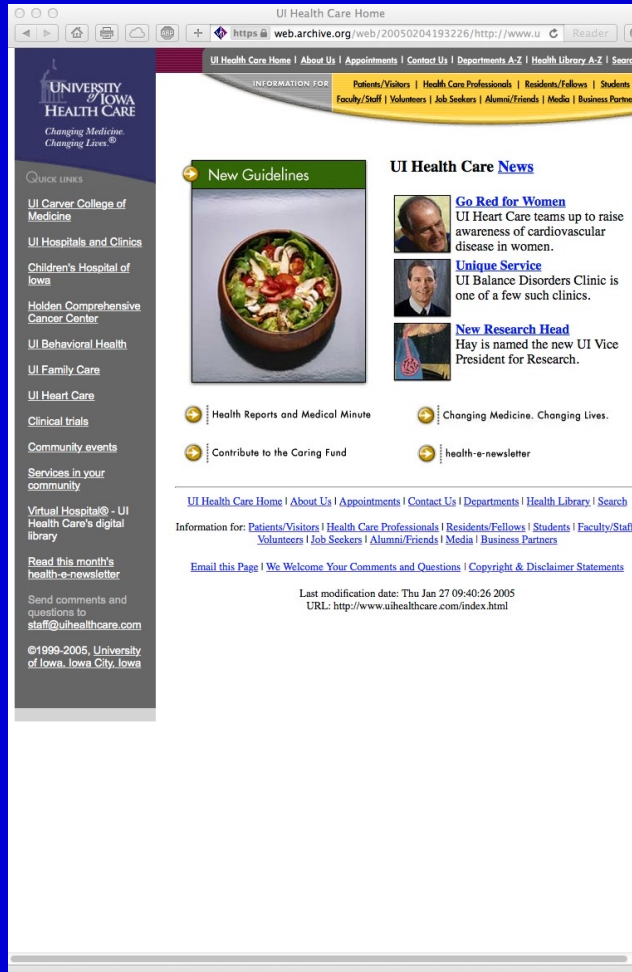 UI Health Care Home
ABP
+
https web.archive.org/web/20050204193226/http://www.u
Reader
UI Health Care Home | About Us | Appointments | Contact Us | Departments A-Z | Health Library A-Z | Search
INFORMATION FOR
Patients/Visitors | Health Care Professionals | Residents/Fellows | Students
Faculty/Staff | Volunteers | Job Seekers | Alumni/Friends | Media | Business
UNIVERSITY
of IOWA
HEALTH CARE
Changing Medicine.
Changing Lives.®
QUICK LINKS
UI Carver College of
Medicine
UI Hospitals and Clinics
Children's Hospital of
Iowa
Holden Comprehensive
Cancer Center
UI Behavioral Health
UI Family Care
UI Heart Care
Clinical trials
Community events
Services in your
community
Virtual Hospital® - UI
Health Care's digital
library
Read this month's
health-e-newsletter
Send comments and
questions to
staff@uihealthcare.com
©1999-2005, University
of Iowa. Iowa City, Iowa
New Guidelines
UI Health Care News
Go Red for Women
UI Heart Care teams up to raise
awareness of cardiovascular
disease in women.
Unique Service
UI Balance Disorders Clinic is
one of a few such clinics.
New Research Head
Hay is named the new UI Vice
President for Research.
Health Reports and Medical Minute
Changing Medicine. Changing Lives.
Contribute to the Caring Fund
health-e-newsletter
UI Health Care Home | About Us | Appointments | Contact Us | Departments | Health Library | Search
Information for: Patients/Visitors | Health Care Professionals | Residents/Fellows | Students | Faculty/Staff
Volunteers | Job Seekers | Alumni/Friends | Media | Business Partners
Email this Page | We Welcome Your Comments and Questions | Copyright & Disclaimer Statements
Last modification date: Thu Jan 27 09:40:26 2005
URL: http://www.uihealthcare.com/index.html